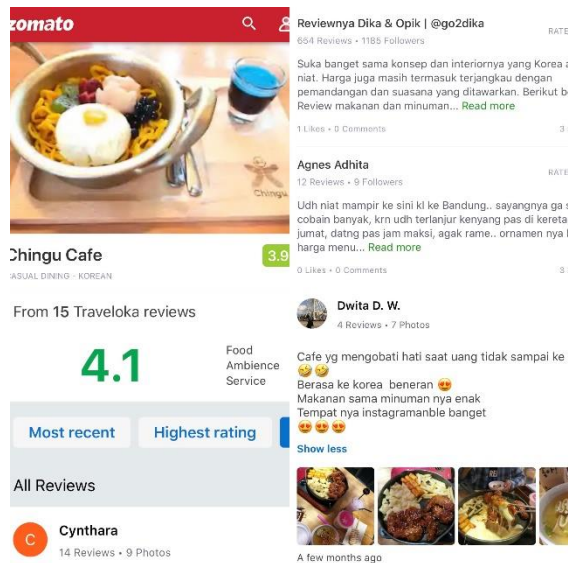 zomato
Chingu
Chingu Cafe
3.9
CASUAL DINING - KOREAN
From 15 Traveloka reviews
4.1
Food
Ambience
Service
Most recent
Highest rating
All Reviews
C
Cynthara
14 Reviews • 9 Photos
Reviewnya Dika & Opik | @go2dika
654 Reviews • 1185 Followers
RATE
Suka banget sama konsep dan interiornya yang Korea
niat. Harga juga masih termasuk terjangkau dengan
pemandangan dan suasana yang ditawarkan. Berikut
Review makanan dan minuman... Read more
1 Likes • 0 Comments
3
Agnes Adhita
12 Reviews • 9 Followers
RATE
Udh niat mampir ke sini kl ke Bandung.. sayangnya ga
cobain banyak, krn udh terlanjur kenyang pas di kereta
jumat, datng pas jam maksi, agak rame.. ornamen nya
harga menu... Read more
0 Likes • 0 Comments
3
Dwita D. W.
4 Reviews • 7 Photos
Cafe yg mengobati hati saat uang tidak sampai ke
🤣🤣
Berasa ke korea beneran 😍
Makanan sama minuman nya enak
Tempat nya instagramanble banget
😍😍😍
Show less
A few months ago